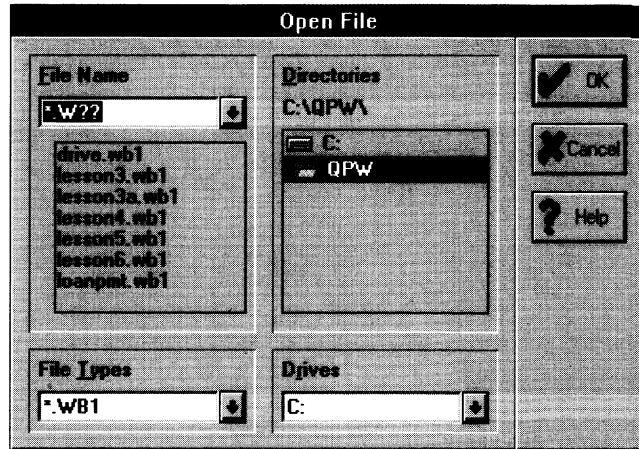 Open File
File Name
*.W??
drive.wb1
lesson3.wb1
lesson3a.wb1
lesson4.wb1
lesson5.wb1
lesson6.wb1
loanpmt.wb1
Directories
C:\QPW\
C:
QPW
File Types
*.WB1
Drives
C:
OK
Cancel
Help